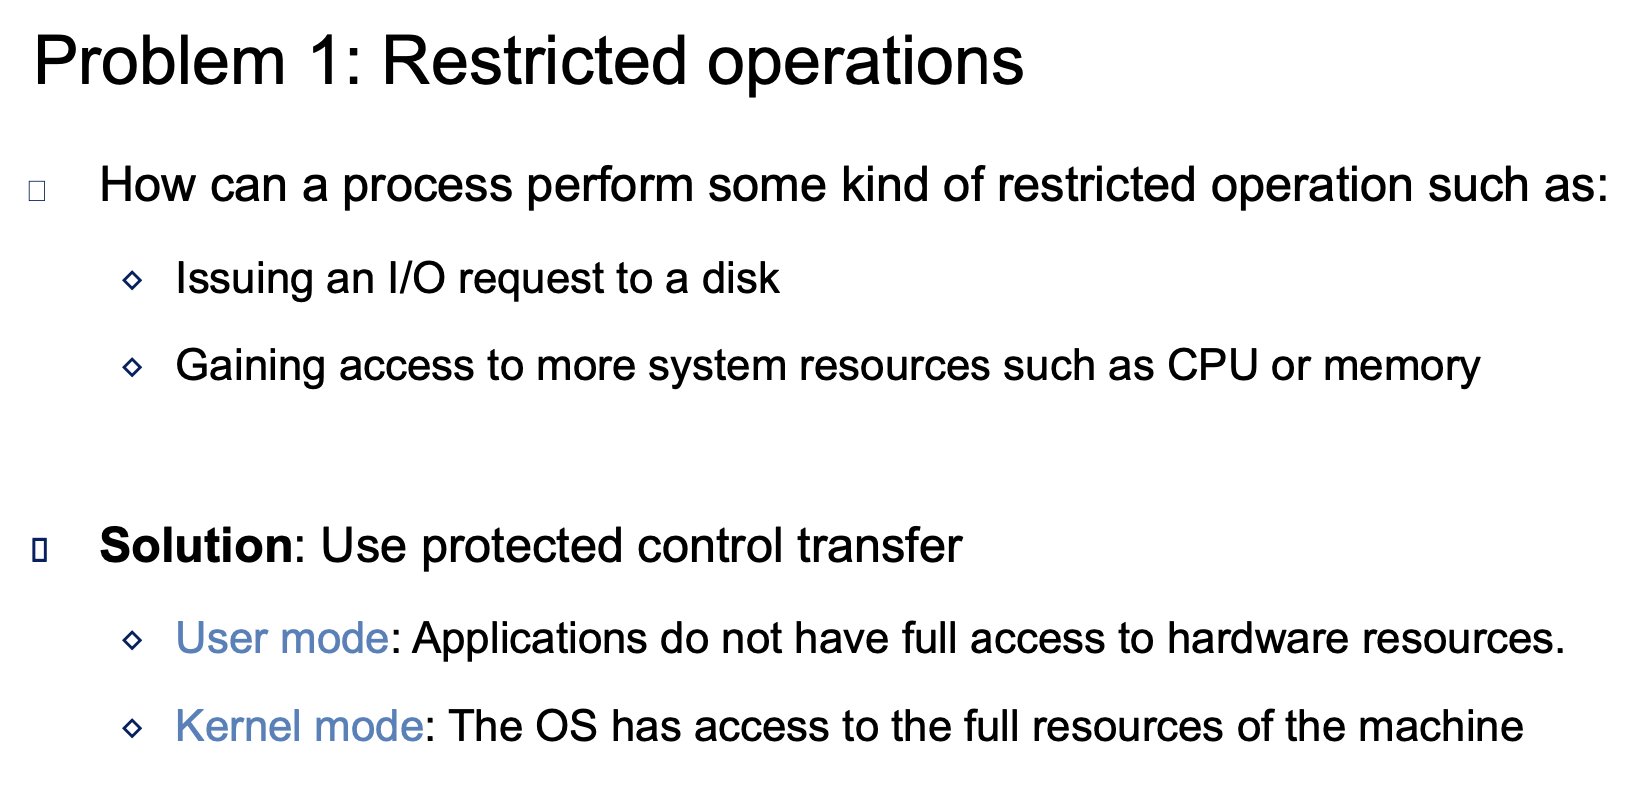 Problem 1: Restricted operations
How can a process perform some kind of restricted operation such as:
Issuing an I/O request to a disk
Gaining access to more system resources such as CPU or memory
Solution: Use protected control transfer
User mode: Applications do not have full access to hardware resources.
Kernel mode: The OS has access to the full resources of the machine